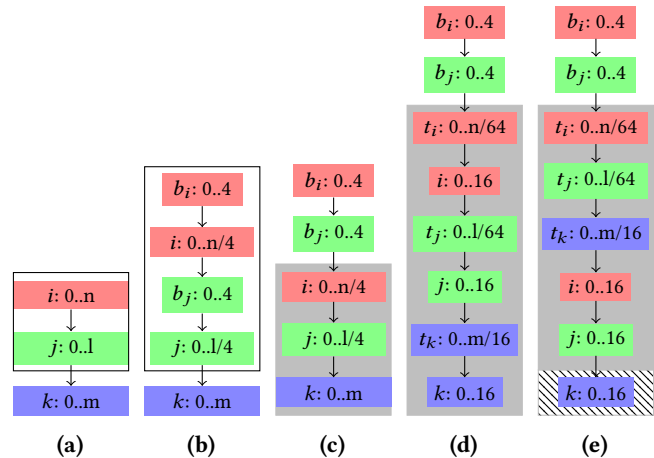 i: 0..n
j: 0..l
k: 0..m
(a)
b_i: 0..4
i: 0..n/4
b_j: 0..4
j: 0..l/4
k: 0..m
(b)
b_i: 0..4
b_j: 0..4
i: 0..n/4
j: 0..l/4
k: 0..m
(c)
b_i: 0..4
b_j: 0..4
t_i: 0..n/64
i: 0..16
t_j: 0..l/64
j: 0..16
t_k: 0..m/16
k: 0..16
(d)
b_i: 0..4
b_j: 0..4
t_i: 0..n/64
t_j: 0..l/64
t_k: 0..m/16
i: 0..16
j: 0..16
k: 0..16
(e)